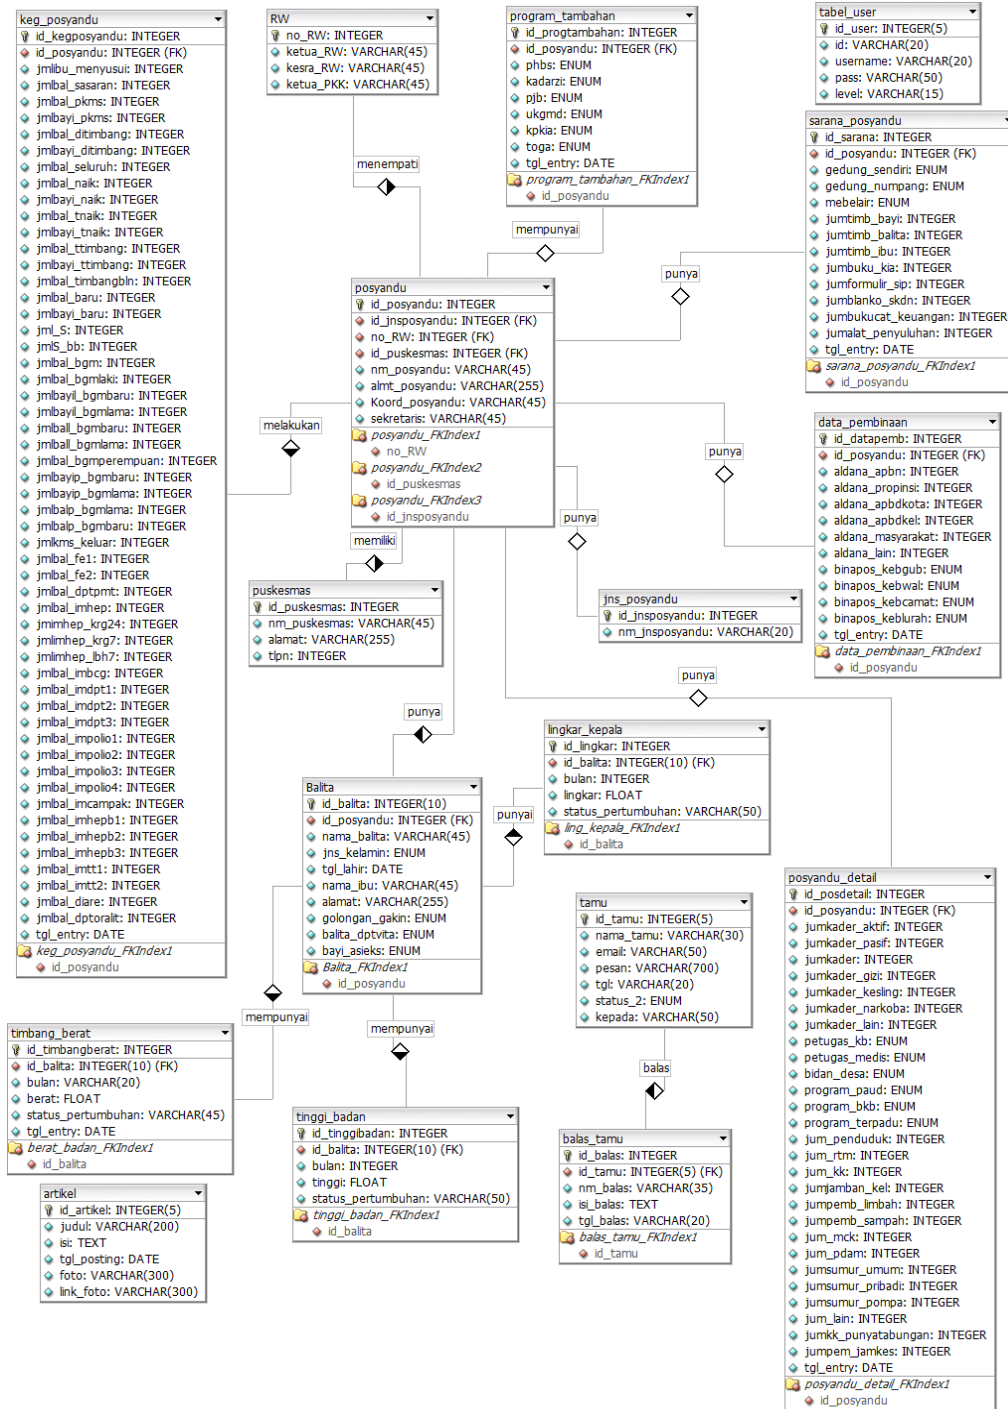 keg_posyandu
id_kegposyandu: INTEGER
id_posyandu: INTEGER (FK)
jmlibu_menyusui: INTEGER
jmlbal_sasaran: INTEGER
jmlbal_pkms: INTEGER
jmlbayi_pkms: INTEGER
jmlbal_ditimbang: INTEGER
jmlbayi_ditimbang: INTEGER
jmlbal_seluruh: INTEGER
jmlbal_naik: INTEGER
jmlbayi_naik: INTEGER
jmlbal_tnaik: INTEGER
jmlbayi_tnaik: INTEGER
jmlbal_ttimbang: INTEGER
jmlbayi_ttimbang: INTEGER
jmlbal_timbangbln: INTEGER
jmlbal_baru: INTEGER
jmlbayi_baru: INTEGER
jml_S: INTEGER
jmlS_bb: INTEGER
jmlbal_bgm: INTEGER
jmlbal_bgmlaki: INTEGER
jmlbayil_bgmbaru: INTEGER
jmlbayil_bgmlama: INTEGER
jmlball_bgmbaru: INTEGER
jmlball_bgmlama: INTEGER
jmlbal_bgmperempuan: INTEGER
jmlbayip_bgmbaru: INTEGER
jmlbayip_bgmlama: INTEGER
jmlbalp_bgmlama: INTEGER
jmlbalp_bgmbaru: INTEGER
jmlkms_keluar: INTEGER
jmlbal_fe1: INTEGER
jmlbal_fe2: INTEGER
jmlbal_dptpmt: INTEGER
jmlbal_imhep: INTEGER
jmimhep_krg24: INTEGER
jmlimhep_krg7: INTEGER
jmlimhep_lbh7: INTEGER
jmlbal_imbcg: INTEGER
jmlbal_imdpt1: INTEGER
jmlbal_imdpt2: INTEGER
jmlbal_imdpt3: INTEGER
jmlbal_impolio1: INTEGER
jmlbal_impolio2: INTEGER
jmlbal_impolio3: INTEGER
jmlbal_impolio4: INTEGER
jmlbal_imcampak: INTEGER
jmlbal_imhepb1: INTEGER
jmlbal_imhepb2: INTEGER
jmlbal_imhepb3: INTEGER
jmlbal_imtt1: INTEGER
jmlbal_imtt2: INTEGER
jmlbal_diare: INTEGER
jmlbal_dptoralit: INTEGER
tgl_entry: DATE
keg_posyandu_FKIndex1
id_posyandu
RW
no_RW: INTEGER
ketua_RW: VARCHAR(45)
kesra_RW: VARCHAR(45)
ketua_PKK: VARCHAR(45)
menempati
program_tambahan
id_progtambahan: INTEGER
id_posyandu: INTEGER (FK)
phbs: ENUM
kadarzi: ENUM
pjb: ENUM
ukgmd: ENUM
kpkia: ENUM
toga: ENUM
tgl_entry: DATE
program_tambahan_FKIndex1
id_posyandu
mempunyai
tabel_user
id_user: INTEGER(5)
id: VARCHAR(20)
username: VARCHAR(20)
pass: VARCHAR(50)
level: VARCHAR(15)
sarana_posyandu
id_sarana: INTEGER
id_posyandu: INTEGER (FK)
gedung_sendiri: ENUM
gedung_numpang: ENUM
mebelair: ENUM
jumtimb_bayi: INTEGER
jumtimb_balita: INTEGER
jumtimb_ibu: INTEGER
jumbuku_kia: INTEGER
jumformulir_sip: INTEGER
jumblanko_skdn: INTEGER
jumbukucat_keuangan: INTEGER
jumalat_penyuluhan: INTEGER
tgl_entry: DATE
sarana_posyandu_FKIndex1
id_posyandu
punya
posyandu
id_posyandu: INTEGER
id_jnsposyandu: INTEGER (FK)
no_RW: INTEGER (FK)
id_puskesmas: INTEGER (FK)
nm_posyandu: VARCHAR(45)
almt_posyandu: VARCHAR(255)
Koord_posyandu: VARCHAR(45)
sekretaris: VARCHAR(45)
posyandu_FKIndex1
no_RW
posyandu_FKIndex2
id_puskesmas
posyandu_FKIndex3
id_jnsposyandu
melakukan
memiliki
punya
punya
data_pembinaan
id_datapemb: INTEGER
id_posyandu: INTEGER (FK)
aldana_apbn: INTEGER
aldana_propinsi: INTEGER
aldana_apbdkota: INTEGER
aldana_apbdkel: INTEGER
aldana_masyarakat: INTEGER
aldana_lain: INTEGER
binapos_kebgub: ENUM
binapos_kebwal: ENUM
binapos_kebcamat: ENUM
binapos_keblurah: ENUM
tgl_entry: DATE
data_pembinaan_FKIndex1
id_posyandu
puskesmas
id_puskesmas: INTEGER
nm_puskesmas: VARCHAR(45)
alamat: VARCHAR(255)
tlpn: INTEGER
jns_posyandu
id_jnsposyandu: INTEGER
nm_jnsposyandu: VARCHAR(20)
punya
punya
lingkar_kepala
id_lingkar: INTEGER
id_balita: INTEGER(10) (FK)
bulan: INTEGER
lingkar: FLOAT
status_pertumbuhan: VARCHAR(50)
ling_kepala_FKIndex1
id_balita
punyai
Balita
id_balita: INTEGER(10)
id_posyandu: INTEGER (FK)
nama_balita: VARCHAR(45)
jns_kelamin: ENUM
tgl_lahir: DATE
nama_ibu: VARCHAR(45)
alamat: VARCHAR(255)
golongan_gakin: ENUM
balita_dptvita: ENUM
bayi_asieks: ENUM
Balita_FKIndex1
id_posyandu
mempunyai
mempunyai
tamu
id_tamu: INTEGER(5)
nama_tamu: VARCHAR(30)
email: VARCHAR(50)
pesan: VARCHAR(700)
tgl: VARCHAR(20)
status_2: ENUM
kepada: VARCHAR(50)
balas
posyandu_detail
id_posdetail: INTEGER
id_posyandu: INTEGER (FK)
jumkader_aktif: INTEGER
jumkader_pasif: INTEGER
jumkader: INTEGER
jumkader_gizi: INTEGER
jumkader_kesling: INTEGER
jumkader_narkoba: INTEGER
jumkader_lain: INTEGER
petugas_kb: ENUM
petugas_medis: ENUM
bidan_desa: ENUM
program_paud: ENUM
program_bkb: ENUM
program_terpadu: ENUM
jum_penduduk: INTEGER
jum_rtm: INTEGER
jum_kk: INTEGER
jumjamban_kel: INTEGER
jumpemb_limbah: INTEGER
jumpemb_sampah: INTEGER
jum_mck: INTEGER
jum_pdam: INTEGER
jumsumur_umum: INTEGER
jumsumur_pribadi: INTEGER
jumsumur_pompa: INTEGER
jum_lain: INTEGER
jumkk_punyatabungan: INTEGER
jumpem_jamkes: INTEGER
tgl_entry: DATE
posyandu_detail_FKIndex1
id_posyandu
timbang_berat
id_timbangberat: INTEGER
id_balita: INTEGER(10) (FK)
bulan: VARCHAR(20)
berat: FLOAT
status_pertumbuhan: VARCHAR(45)
tgl_entry: DATE
berat_badan_FKIndex1
id_balita
tinggi_badan
id_tinggibadan: INTEGER
id_balita: INTEGER(10) (FK)
bulan: INTEGER
tinggi: FLOAT
status_pertumbuhan: VARCHAR(50)
tinggi_badan_FKIndex1
id_balita
balas_tamu
id_balas: INTEGER
id_tamu: INTEGER(5) (FK)
nm_balas: VARCHAR(35)
isi_balas: TEXT
tgl_balas: VARCHAR(20)
balas_tamu_FKIndex1
id_tamu
artikel
id_artikel: INTEGER(5)
judul: VARCHAR(200)
isi: TEXT
tgl_posting: DATE
foto: VARCHAR(300)
link_foto: VARCHAR(300)